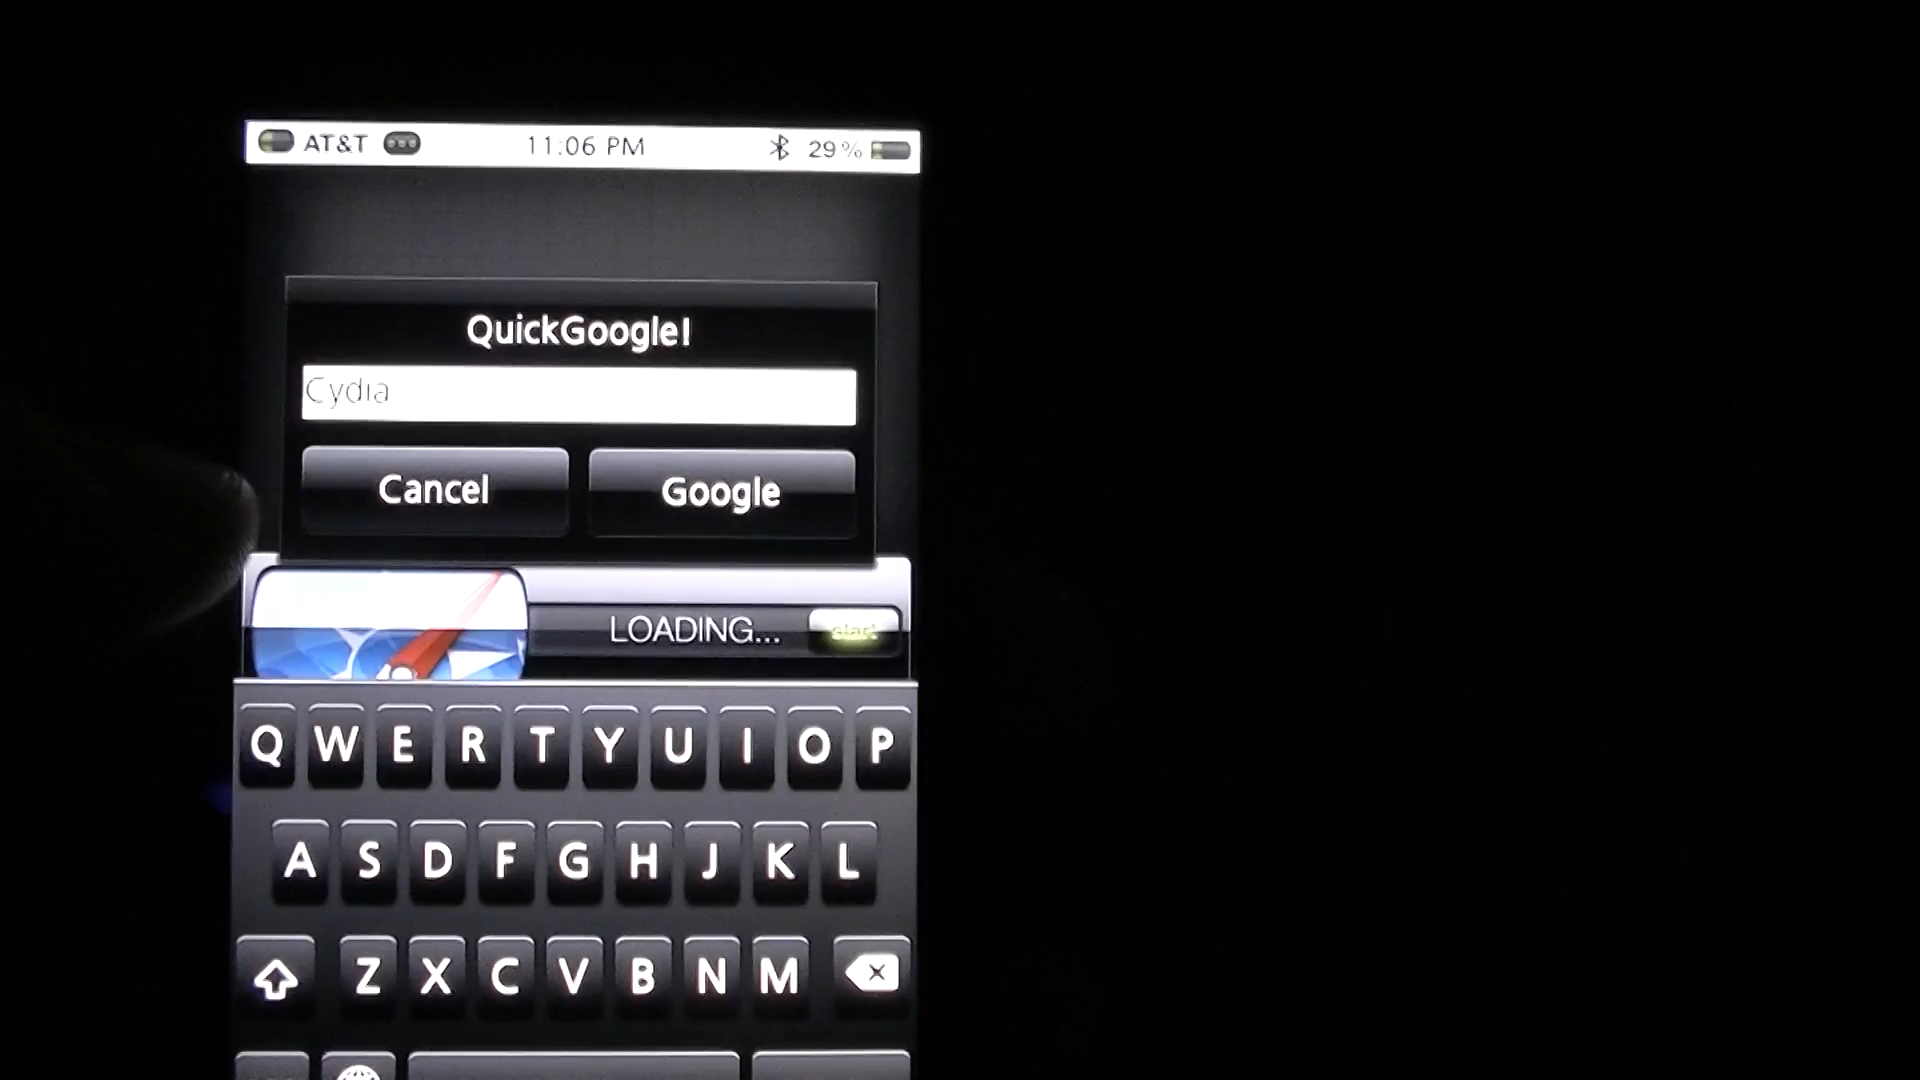 AT&T 11:06 PM 29%
QuickGoogle!
Cydia
Cancel Google
LOADING... start
Q W E R T Y U I O P
A S D F G H J K L
Z X C V B N M